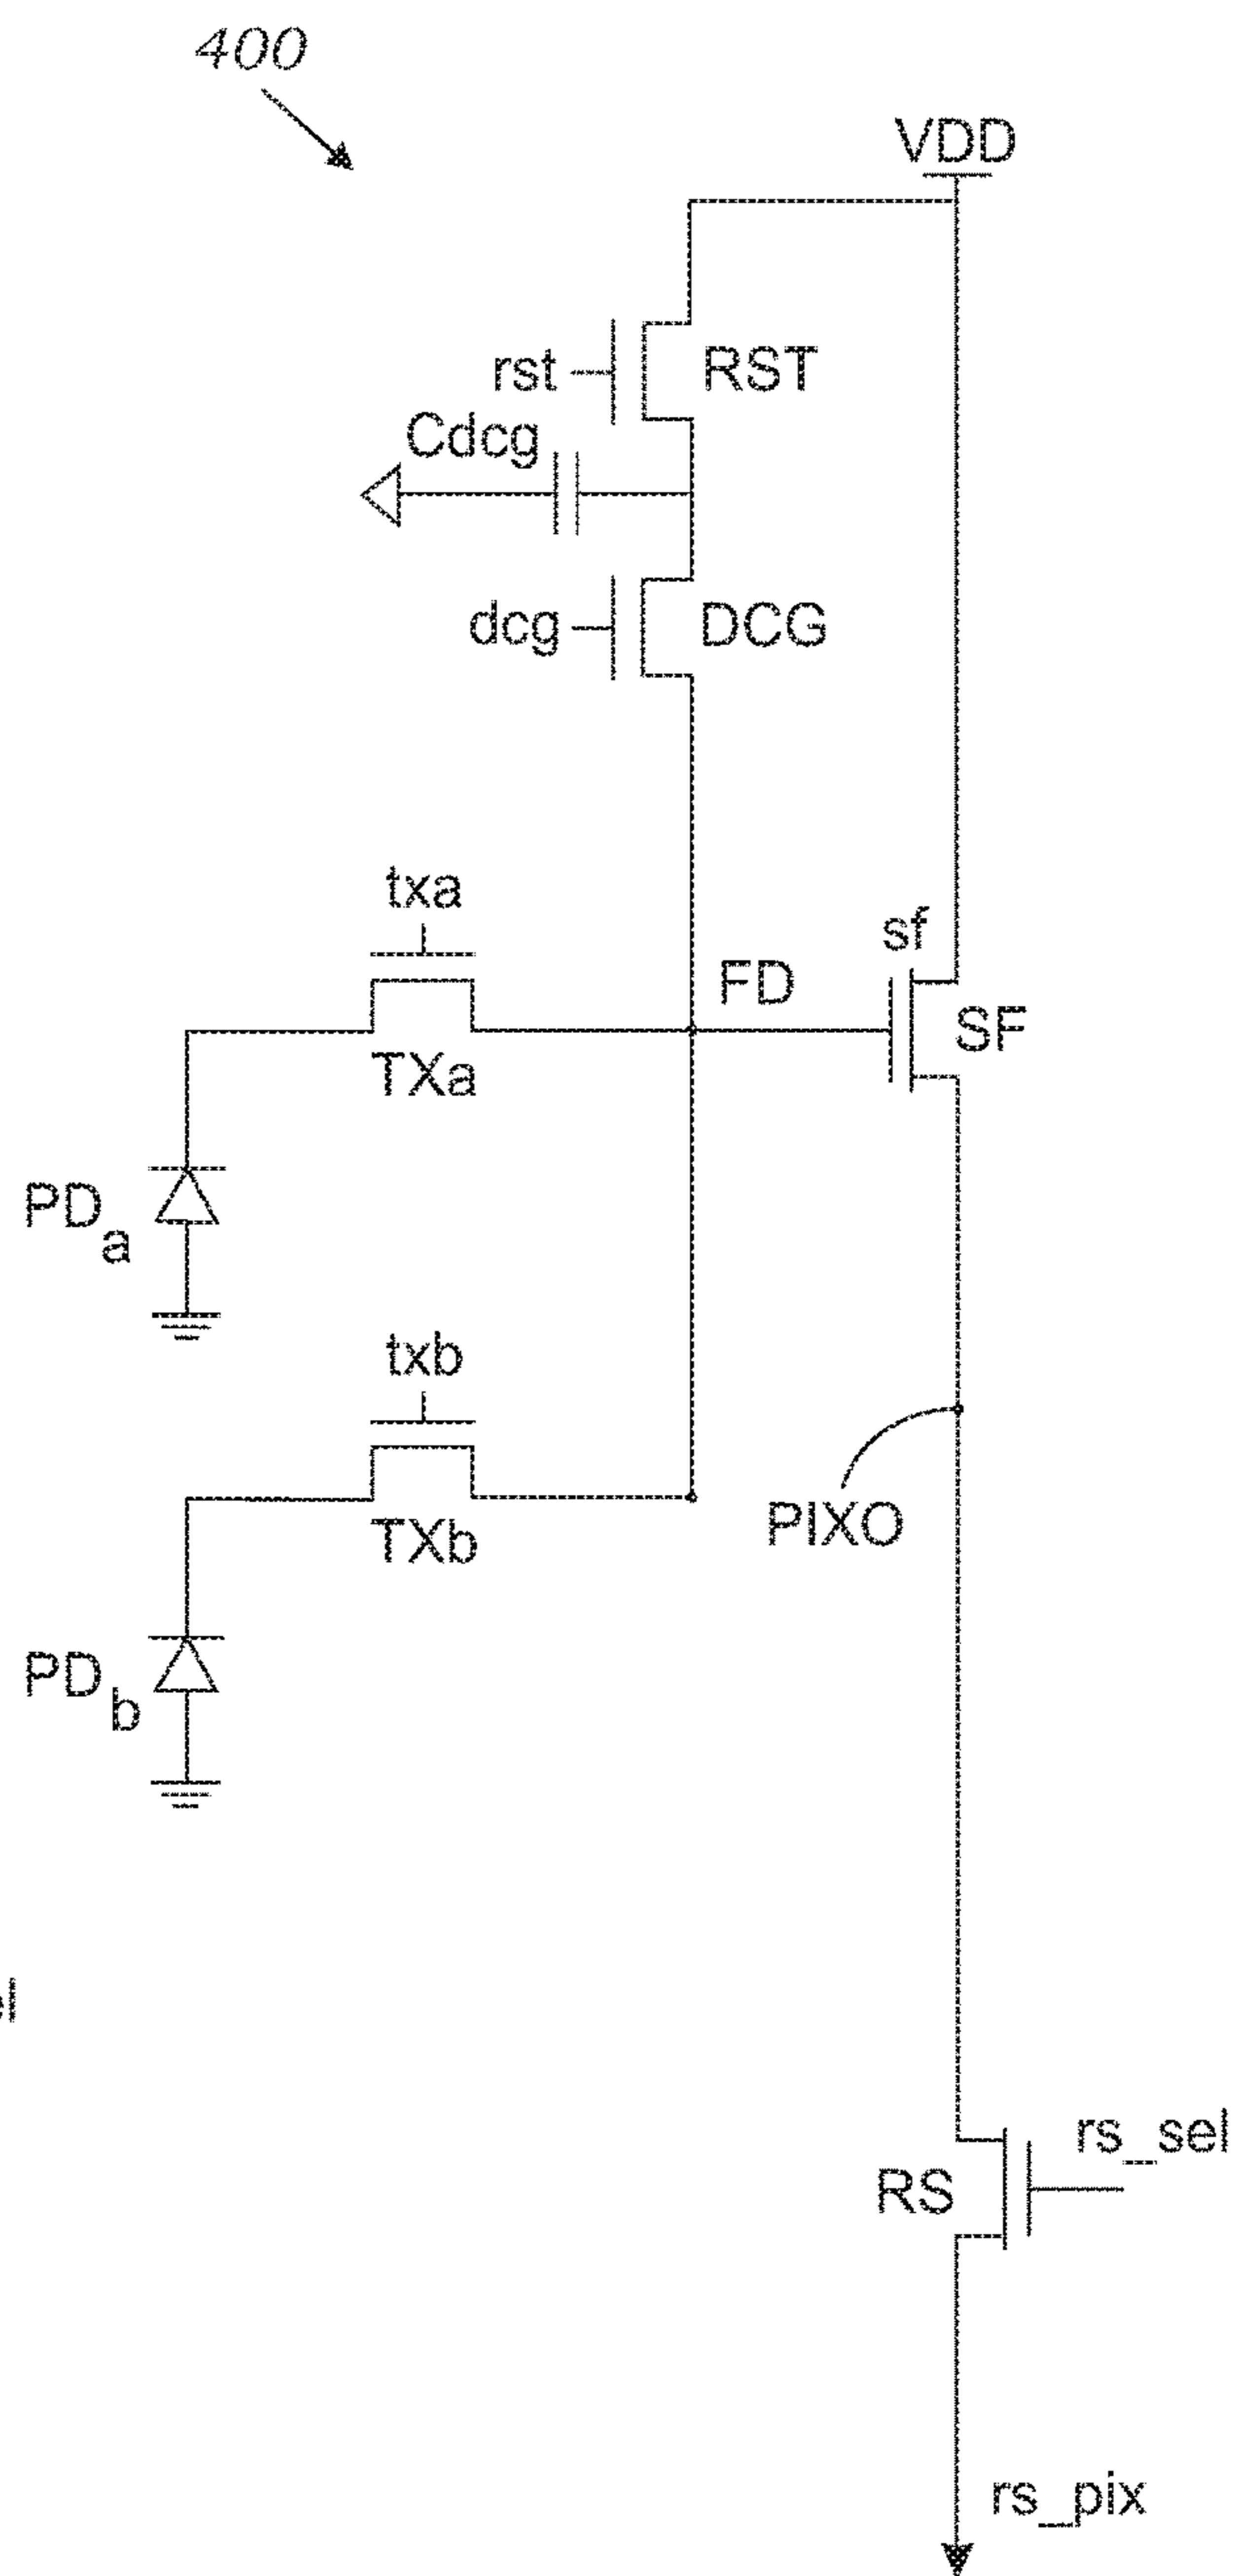 400
VDD
rst
RST
Cdcg
dcg
DCG
txa
sf
FD
SF
TXa
PDa
txb
PIXO
TXb
PDb
rs_sel
RS
rs_pix